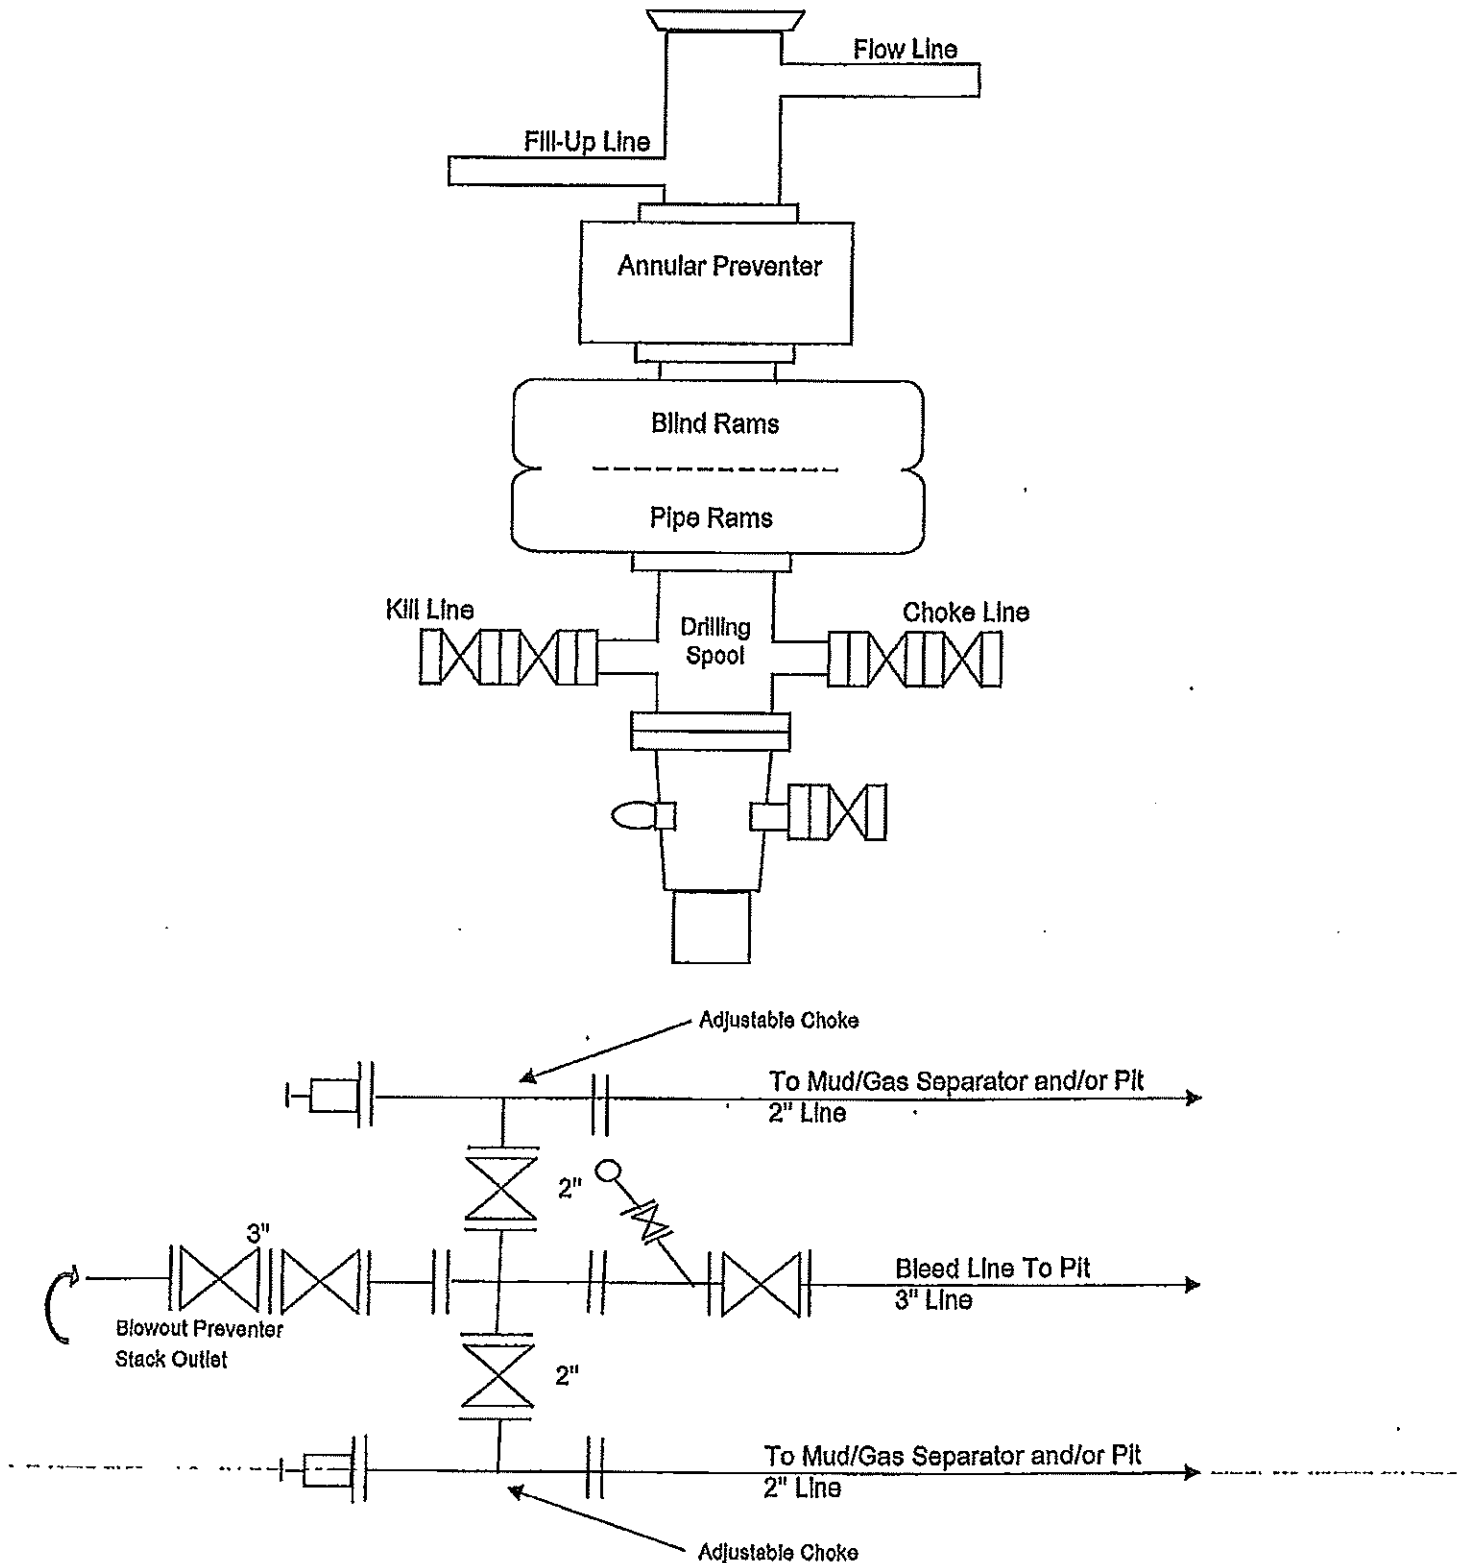 Flow Line
Fill-Up Line
Annular Preventer
Blind Rams
Pipe Rams
Kill Line
Choke Line
Drilling
Spool
Adjustable Choke
To Mud/Gas Separator and/or Pit
2" Line
2"
3"
Bleed Line To Pit
3" Line
Blowout Preventer
Stack Outlet
2"
To Mud/Gas Separator and/or Pit
2" Line
Adjustable Choke